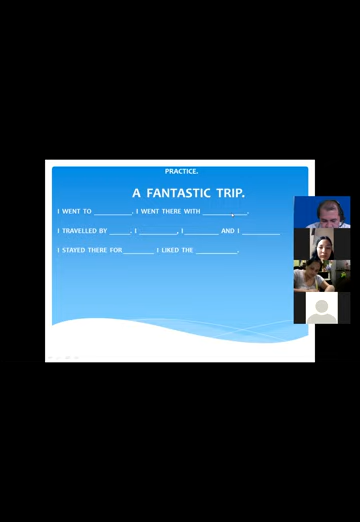 PRACTICE.
A FANTASTIC TRIP.
I WENT TO __________. I WENT THERE WITH ____________.
I TRAVELLED BY ______. I __________, I _________ AND I __________
I STAYED THERE FOR ________ I LIKED THE ___________.